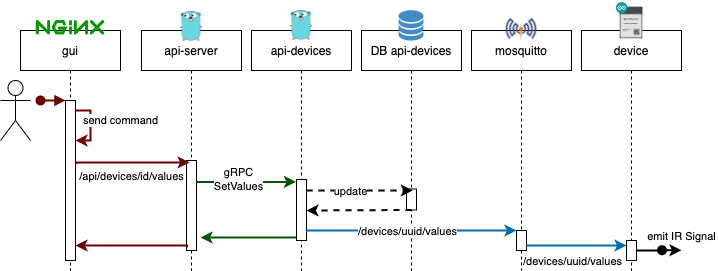 NGINX
gui
api-server
api-devices
DB api-devices
mosquitto
device
send command
/api/devices/id/values
gRPC
SetValues
update
/devices/uuid/values
/devices/uuid/values
emit IR Signal